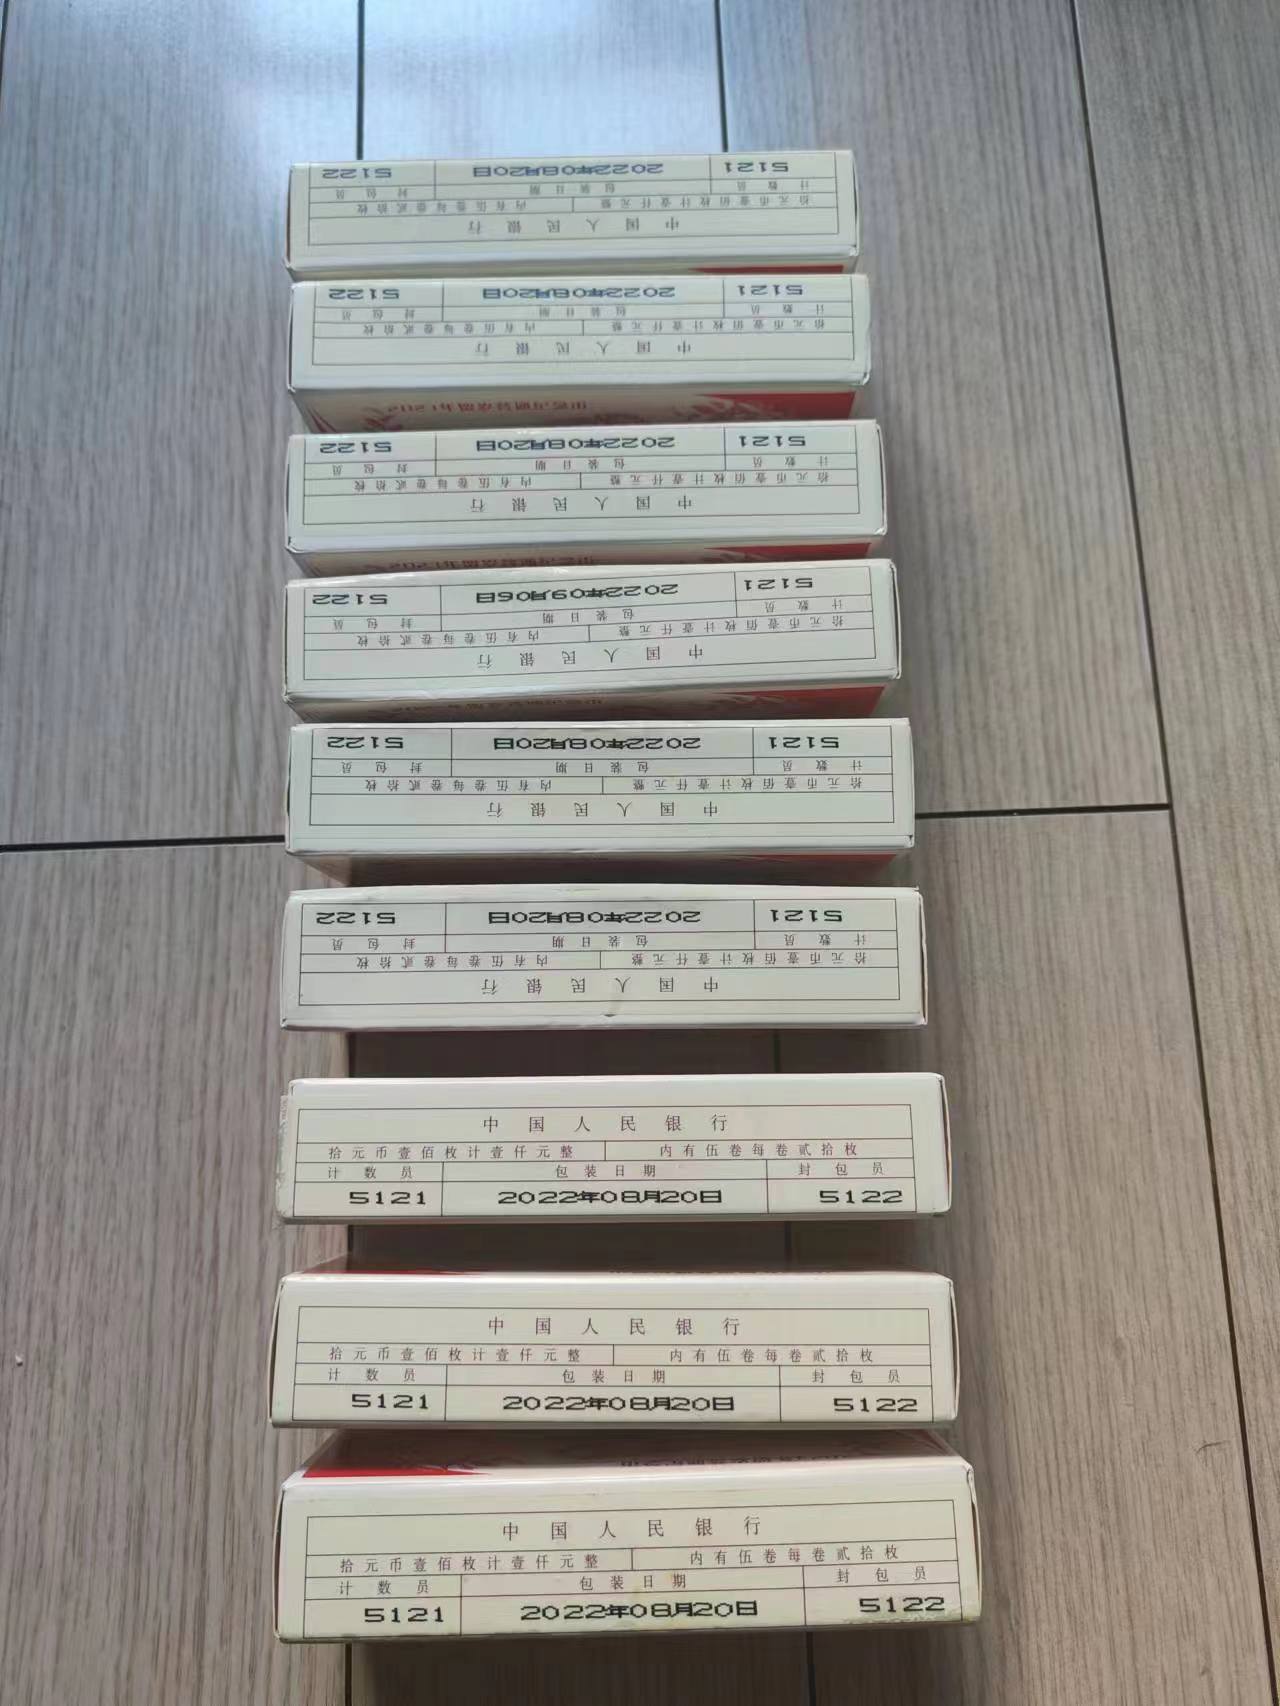 5121 2022年08月20日 5122
计数员 包装日期 封包员
拾元币壹佰枚计壹仟元整 内有伍卷每卷贰拾枚
中国人民银行
5121 2022年08月20日 5122
计数员 包装日期 封包员
拾元币壹佰枚计壹仟元整 内有伍卷每卷贰拾枚
中国人民银行
5121 2022年08月20日 5122
计数员 包装日期 封包员
拾元币壹佰枚计壹仟元整 内有伍卷每卷贰拾枚
中国人民银行
5121 2022年09月06日 5122
计数员 包装日期 封包员
拾元币壹佰枚计壹仟元整 内有伍卷每卷贰拾枚
中国人民银行
5121 2022年08月20日 5122
计数员 包装日期 封包员
拾元币壹佰枚计壹仟元整 内有伍卷每卷贰拾枚
中国人民银行
5121 2022年08月20日 5122
计数员 包装日期 封包员
拾元币壹佰枚计壹仟元整 内有伍卷每卷贰拾枚
中国人民银行
中国人民银行
拾元币壹佰枚计壹仟元整 内有伍卷每卷贰拾枚
计数员 包装日期 封包员
5121 2022年08月20日 5122
中国人民银行
拾元币壹佰枚计壹仟元整 内有伍卷每卷贰拾枚
计数员 包装日期 封包员
5121 2022年08月20日 5122
中国人民银行
拾元币壹佰枚计壹仟元整 内有伍卷每卷贰拾枚
计数员 包装日期 封包员
5121 2022年08月20日 5122